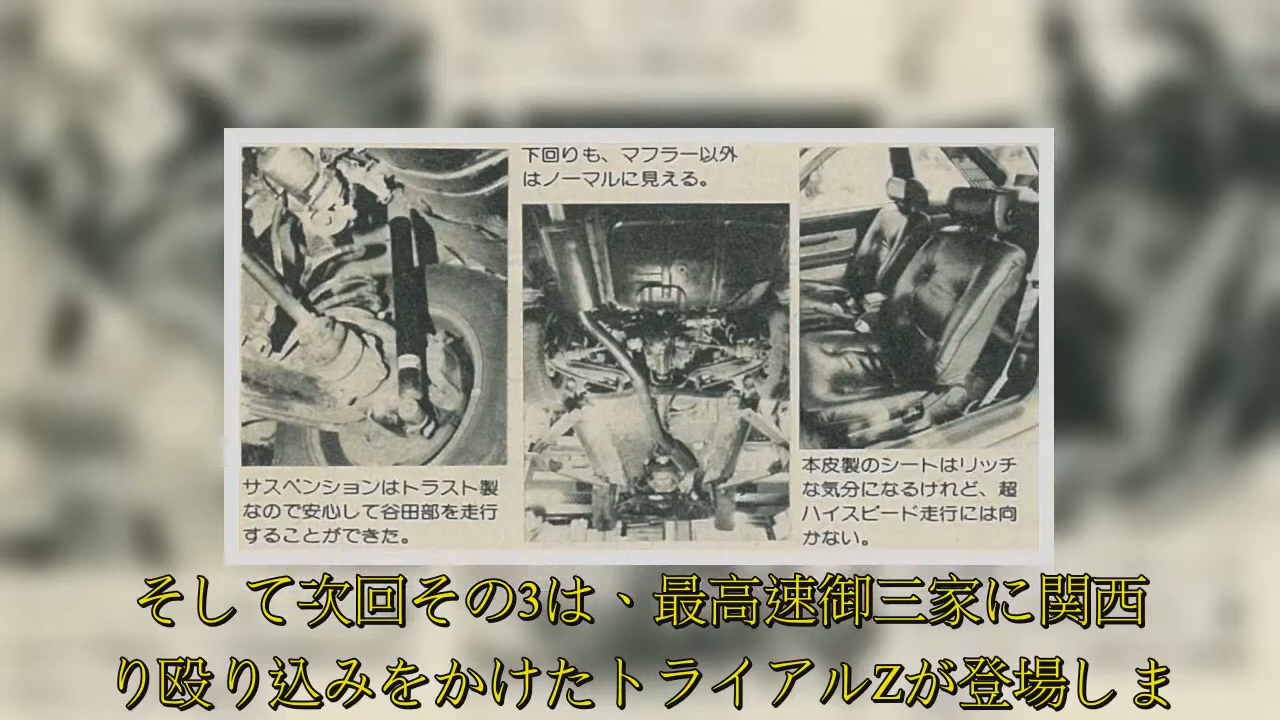 下回りも、マフラー以外
はノーマルに見える。
サスペンションはトラスト製
なので安心して谷田部を走行
することができた。
本皮製のシートはリッチ
な気分になるけれど、超
ハイスピード走行には向
かない。
そして次回その3は、最高速御三家に関西
り殴り込みをかけたトライアルZが登場しま